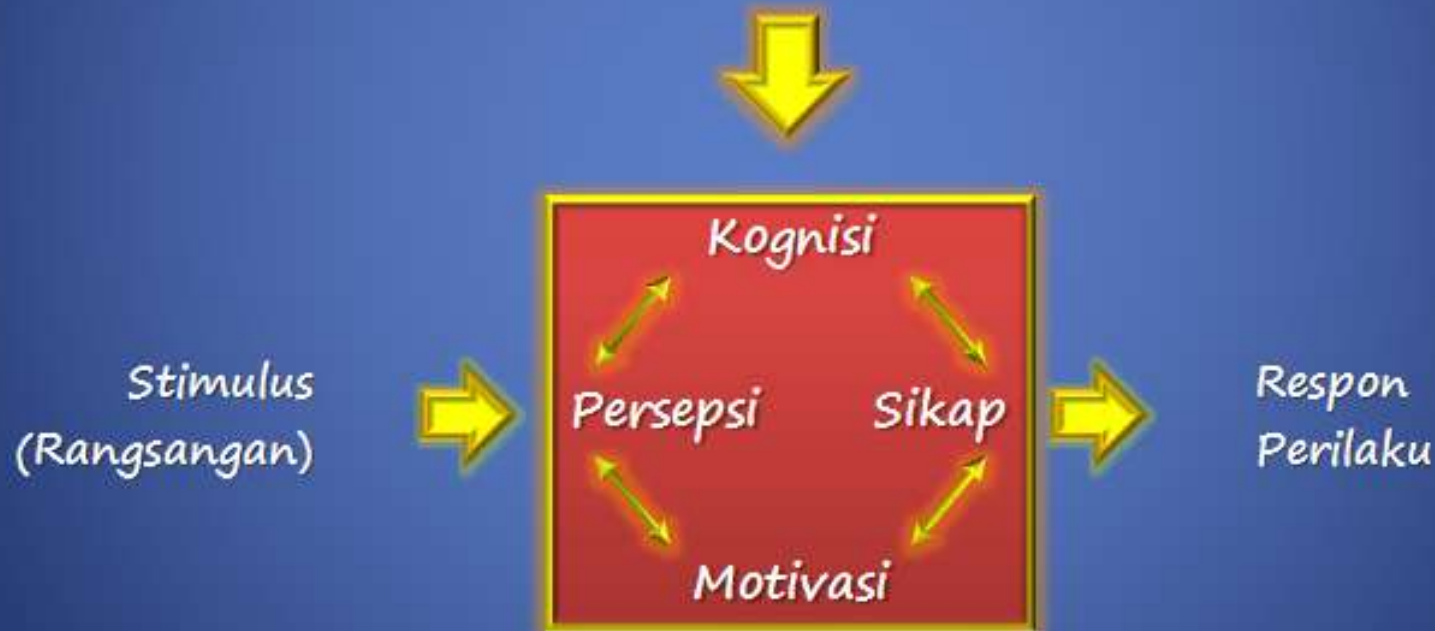 Kognisi
Stimulus
(Rangsangan)
Persepsi
Sikap
Respon
Perilaku
Motivasi